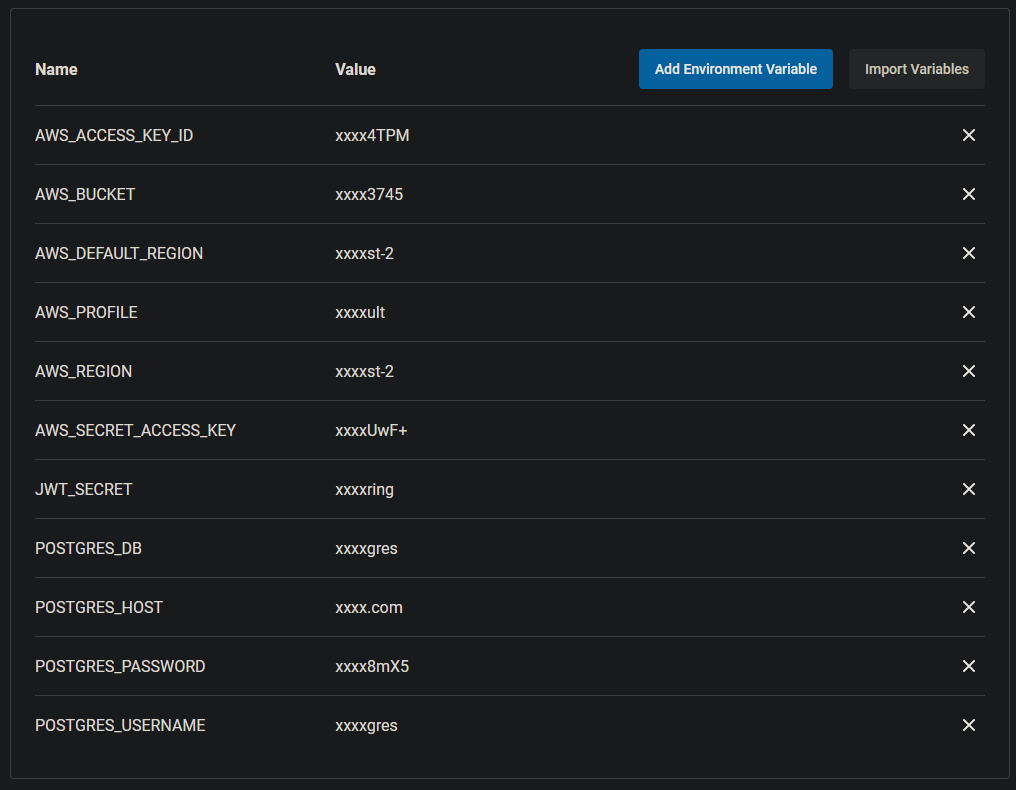 Name Value Add Environment Variable Import Variables
AWS_ACCESS_KEY_ID xxxx4TPM
AWS_BUCKET xxxx3745
AWS_DEFAULT_REGION xxxxst-2
AWS_PROFILE xxxxult
AWS_REGION xxxxst-2
AWS_SECRET_ACCESS_KEY xxxxUwF+
JWT_SECRET xxxxring
POSTGRES_DB xxxxgres
POSTGRES_HOST xxxx.com
POSTGRES_PASSWORD xxxx8mX5
POSTGRES_USERNAME xxxxgres